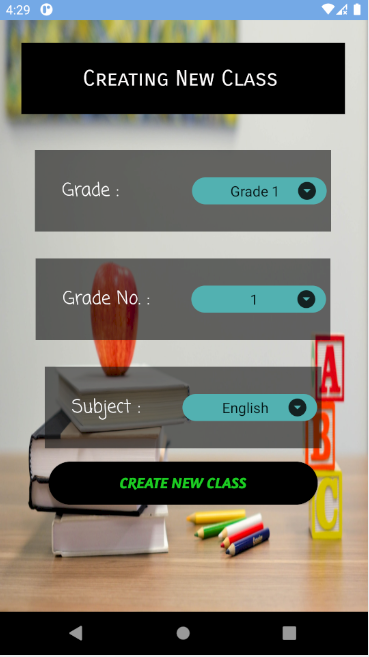 4:29
Creating New Class
Grade : Grade 1
Grade No. : 1
Subject : English
CREATE NEW CLASS
A
B
C